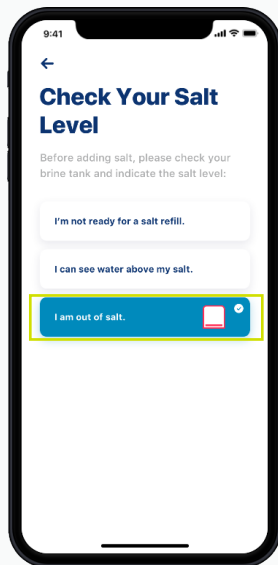 9:41
Check Your Salt
Level
Before adding salt, please check your
brine tank and indicate the salt level:
I'm not ready for a salt refill.
I can see water above my salt.
I am out of salt.